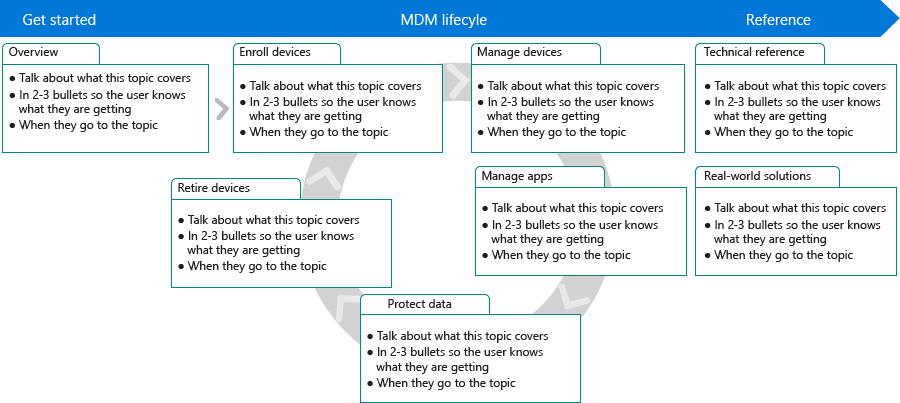 Get started
MDM lifecyle
Reference
Overview
● Talk about what this topic covers
● In 2-3 bullets so the user knows
what they are getting
● When they go to the topic
Enroll devices
● Talk about what this topic covers
● In 2-3 bullets so the user knows
what they are getting
● When they go to the topic
Manage devices
● Talk about what this topic covers
● In 2-3 bullets so the user knows
what they are getting
● When they go to the topic
Technical reference
● Talk about what this topic covers
● In 2-3 bullets so the user knows
what they are getting
● When they go to the topic
Retire devices
● Talk about what this topic covers
● In 2-3 bullets so the user knows
what they are getting
● When they go to the topic
Manage apps
● Talk about what this topic covers
● In 2-3 bullets so the user knows
what they are getting
● When they go to the topic
Real-world solutions
● Talk about what this topic covers
● In 2-3 bullets so the user knows
what they are getting
● When they go to the topic
Protect data
● Talk about what this topic covers
● In 2-3 bullets so the user knows
what they are getting
● When they go to the topic